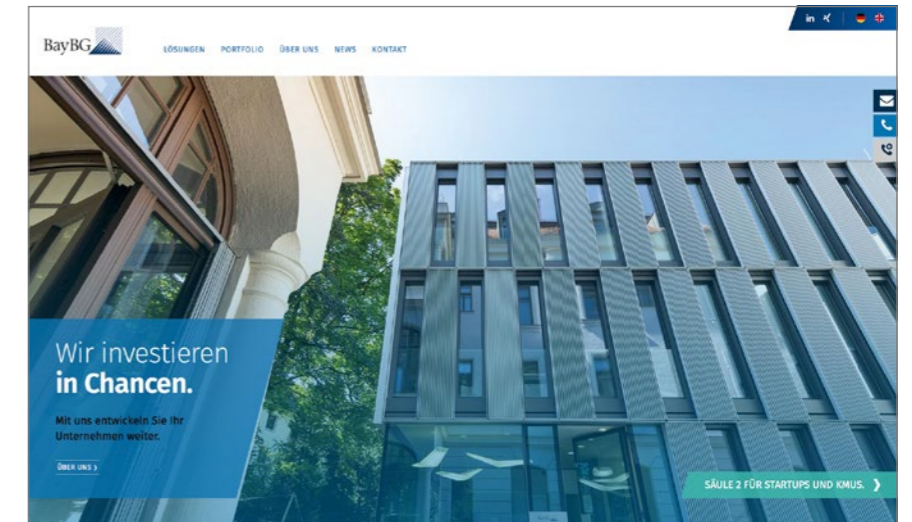 in
BayBG
LÖSUNGEN PORTFOLIO ÜBER UNS NEWS KONTAKT
Wir investieren
in Chancen.
Mit uns entwickeln Sie Ihr
Unternehmen weiter.
ÜBER UNS ›
SÄULE 2 FÜR STARTUPS UND KMUS. ❯